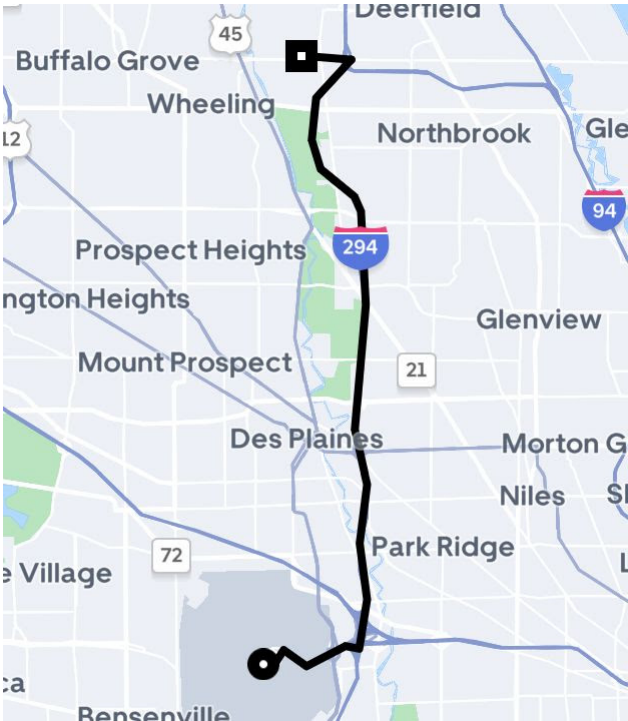 Deerfield
45
Buffalo Grove
Wheeling
12
Northbrook
Gle
94
Prospect Heights
294
ngton Heights
Glenview
Mount Prospect
21
Des Plaines
Morton G
Niles
Park Ridge
72
e Village
L
ca
Bensenville